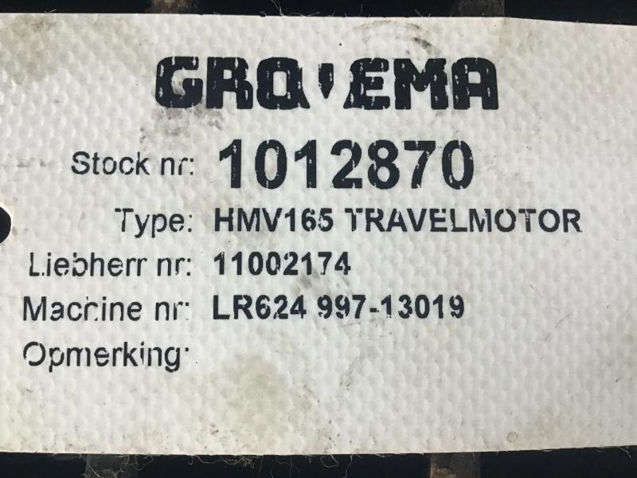 GROVEMA
Stock nr: 1012870
Type: HMV165 TRAVELMOTOR
Liebherr nr: 11002174
Machine nr: LR624 997-13019
Opmerking: